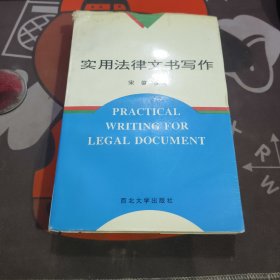 实用法律文书写作
宋
PRACTICAL
WRITING FOR
LEGAL DOCUMENT
西北大学出版社